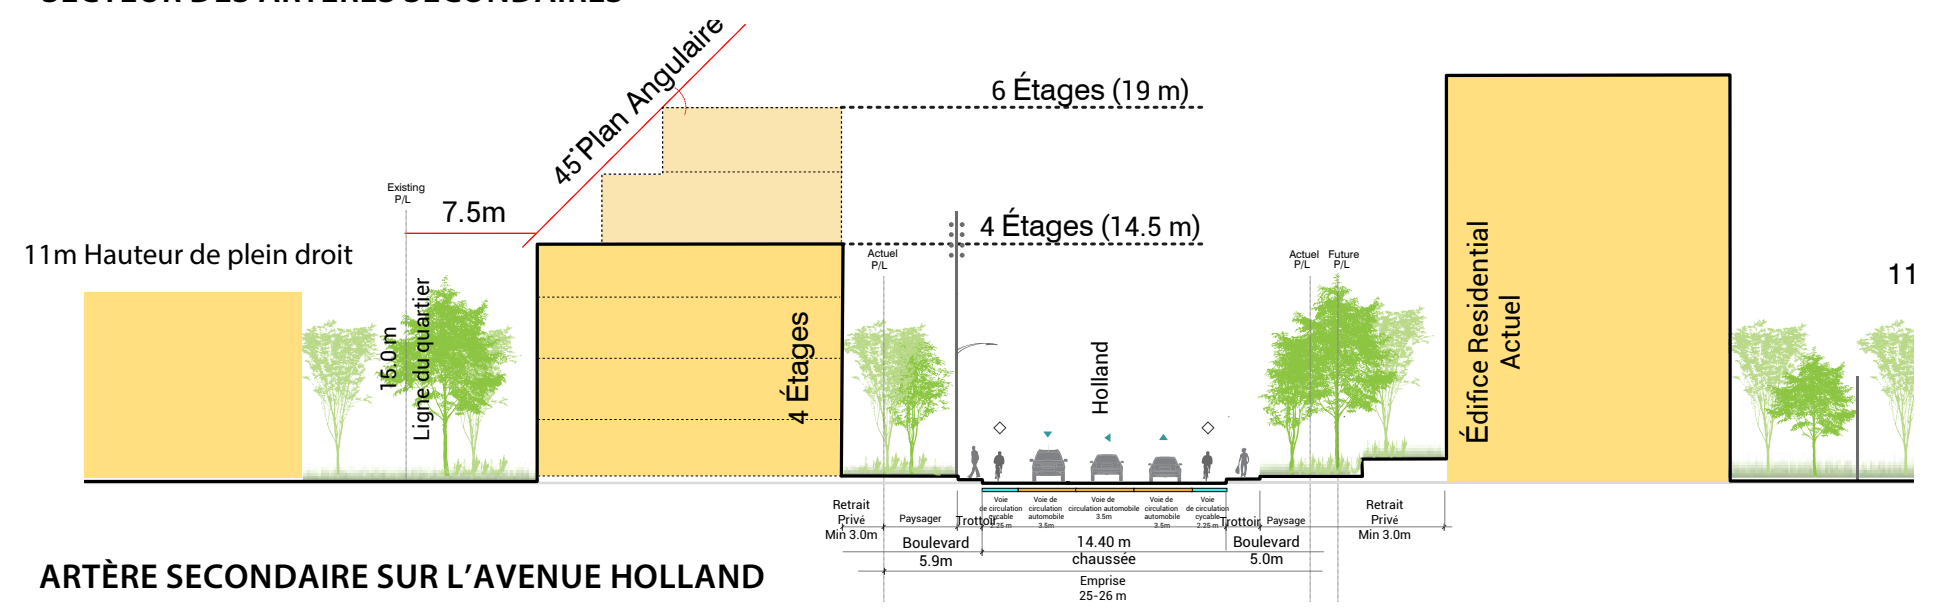 SECTEUR DES ARTÈRES SECONDAIRES
45° Plan Angulaire
6 Étages (19 m)
Existing
P/L
7.5m
4 Étages (14.5 m)
11m Hauteur de plein droit
Actuel
P/L
Actuel
P/L
Future
P/L
11
15.0 m
Ligne du quartier
4 Étages
Holland
Édifice Residential
Actuel
Voie
de circulation
cycable
2.25 m
Voie de
circulation
automobile
3.5m
Voie de
circulation automobile
3.5m
Voie de
circulation
automobile
3.5m
Voie
de circulation
cycable
2.25 m
Retrait
Privé
Min 3.0m
Paysager
Trottoir
Trottoir
Paysage
Retrait
Privé
Min 3.0m
Boulevard
5.9m
14.40 m
chaussée
Boulevard
5.0m
Emprise
25-26 m
ARTÈRE SECONDAIRE SUR L’AVENUE HOLLAND